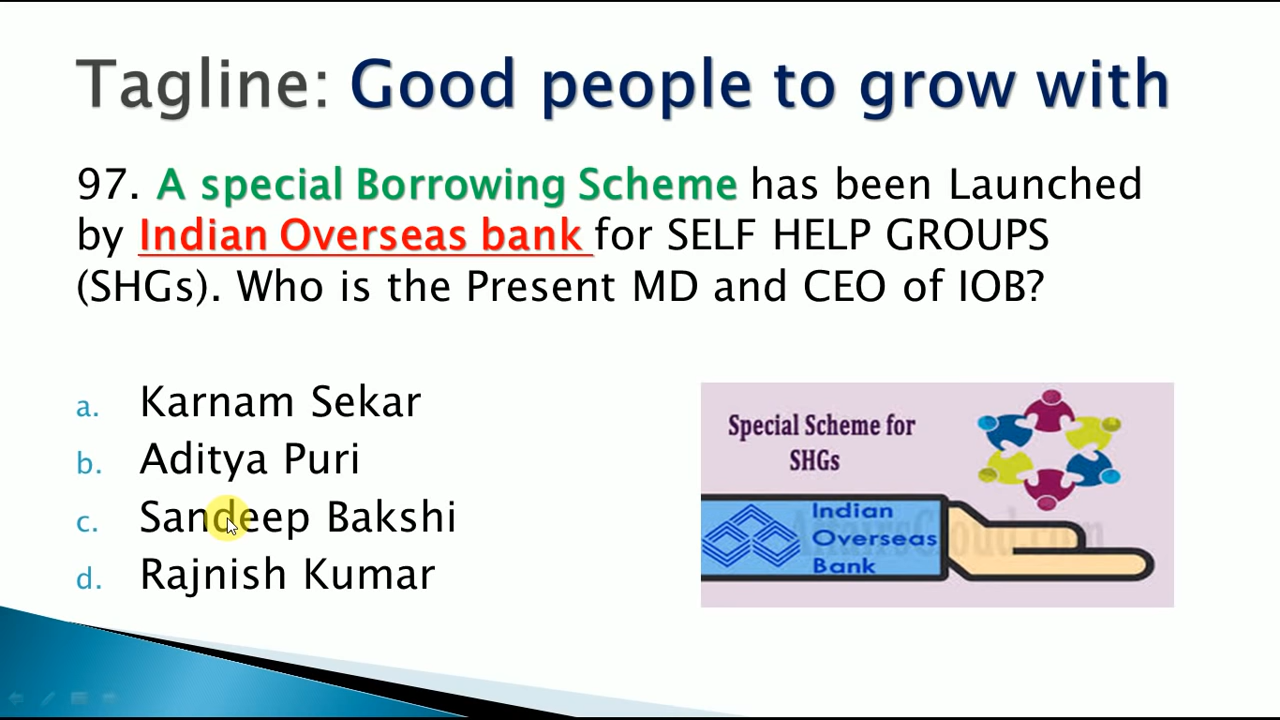 Tagline: Good people to grow with
97. A special Borrowing Scheme has been Launched
by Indian Overseas bank for SELF HELP GROUPS
(SHGs). Who is the Present MD and CEO of IOB?
a. Karnam Sekar
b. Aditya Puri
c. Sandeep Bakshi
d. Rajnish Kumar
Special Scheme for
SHGs
Indian
Overseas
Bank
AffairsCloud.com